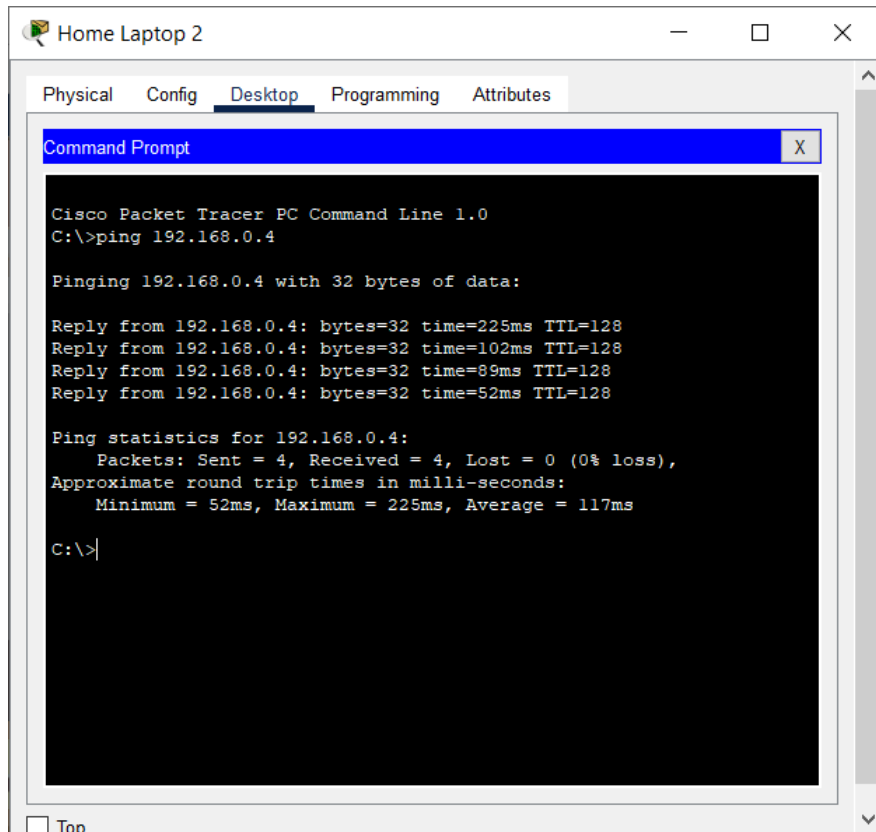 Home Laptop 2
Physical Config Desktop Programming Attributes
Command Prompt X
Cisco Packet Tracer PC Command Line 1.0
C:\>ping 192.168.0.4
Pinging 192.168.0.4 with 32 bytes of data:
Reply from 192.168.0.4: bytes=32 time=225ms TTL=128
Reply from 192.168.0.4: bytes=32 time=102ms TTL=128
Reply from 192.168.0.4: bytes=32 time=89ms TTL=128
Reply from 192.168.0.4: bytes=32 time=52ms TTL=128
Ping statistics for 192.168.0.4:
Packets: Sent = 4, Received = 4, Lost = 0 (0% loss),
Approximate round trip times in milli-seconds:
Minimum = 52ms, Maximum = 225ms, Average = 117ms
C:\>
Top